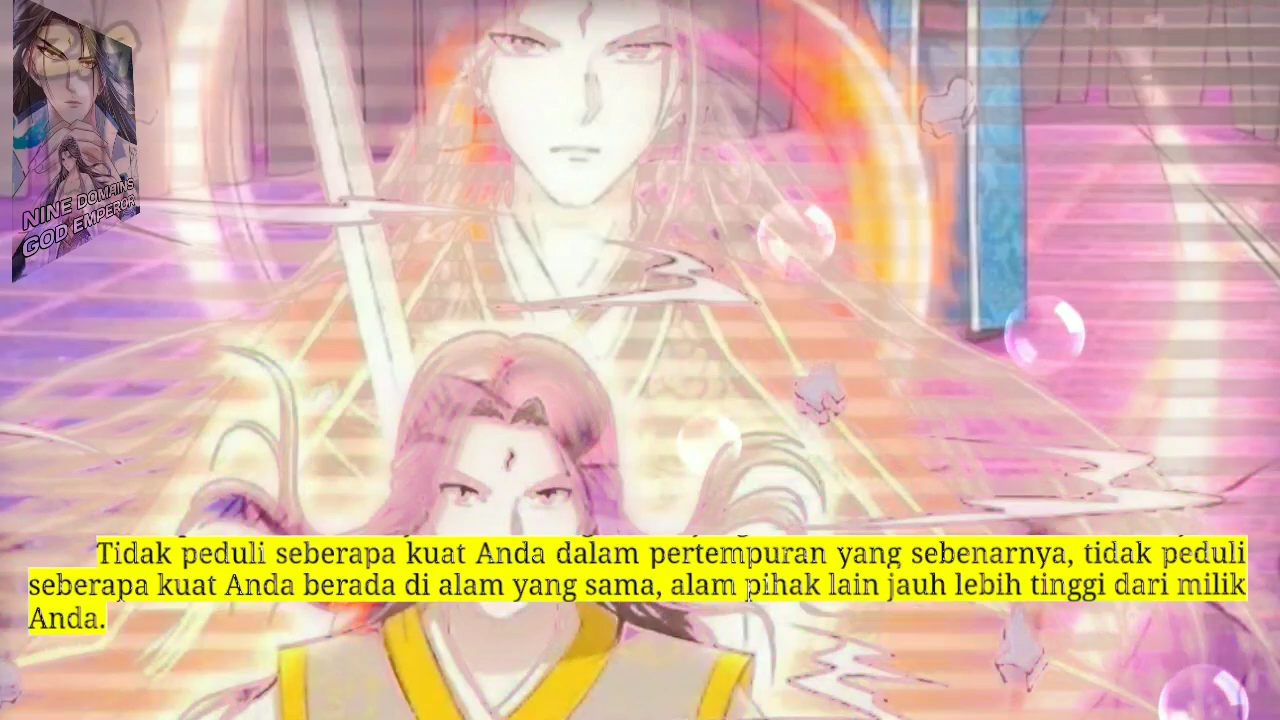 NINE DOMAINS
GOD EMPEROR
Tidak peduli seberapa kuat Anda dalam pertempuran yang sebenarnya, tidak peduli
seberapa kuat Anda berada di alam yang sama, alam pihak lain jauh lebih tinggi dari milik
Anda.